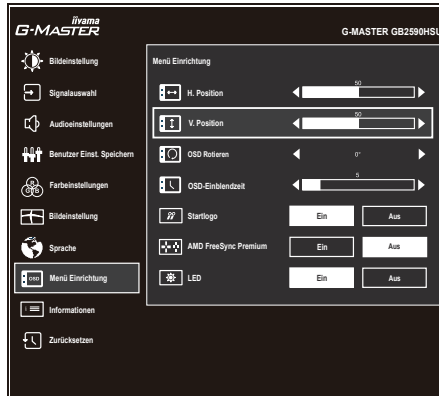 iiyama
G-MASTER
G-MASTER GB2590HSU
Bildeinstellung
Signalauswahl
Audioeinstellungen
Benutzer Einst. Speichern
Farbeinstellungen
R
G B
Bildeinstellung
Sprache
OSD
Menü Einrichtung
Informationen
Zurücksetzen
Menü Einrichtung
H. Position
50
V. Position
50
OSD Rotieren
0°
OSD-Einblendzeit
5
Startlogo
Ein
Aus
AMD FreeSync Premium
Ein
Aus
LED
Ein
Aus